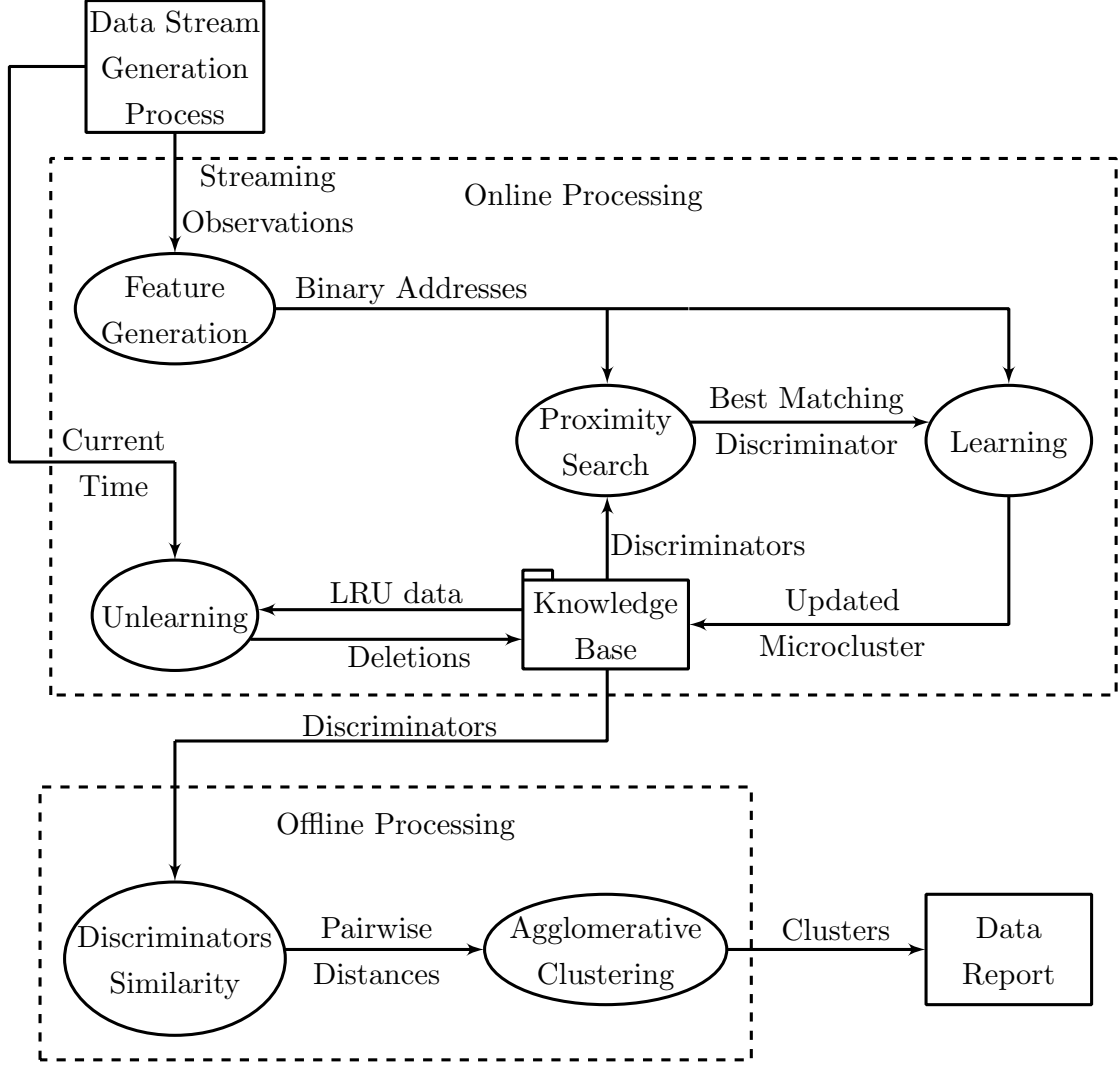 Data Stream
Generation
Process
Streaming
Observations
Online Processing
Feature
Generation
Binary Addresses
Proximity
Search
Best Matching
Discriminator
Learning
Current
Time
Discriminators
Unlearning
LRU data
Deletions
Knowledge
Base
Updated
Microcluster
Discriminators
Offline Processing
Discriminators
Similarity
Pairwise
Distances
Agglomerative
Clustering
Clusters
Data
Report